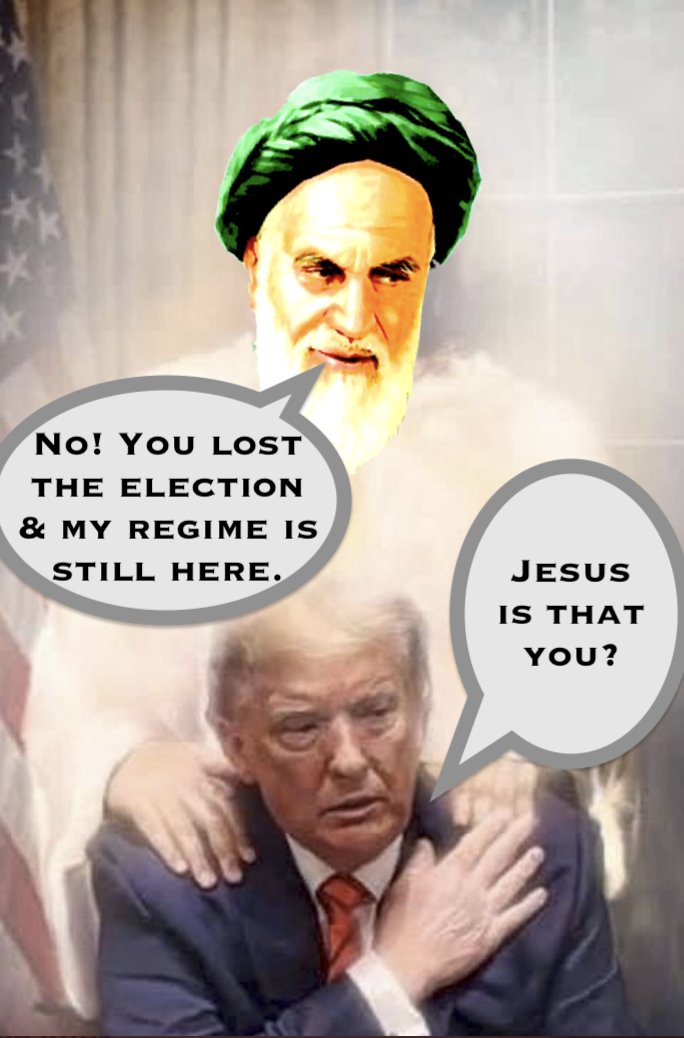 No! You lost
the election
& my regime is
still here.
Jesus
is that
you?